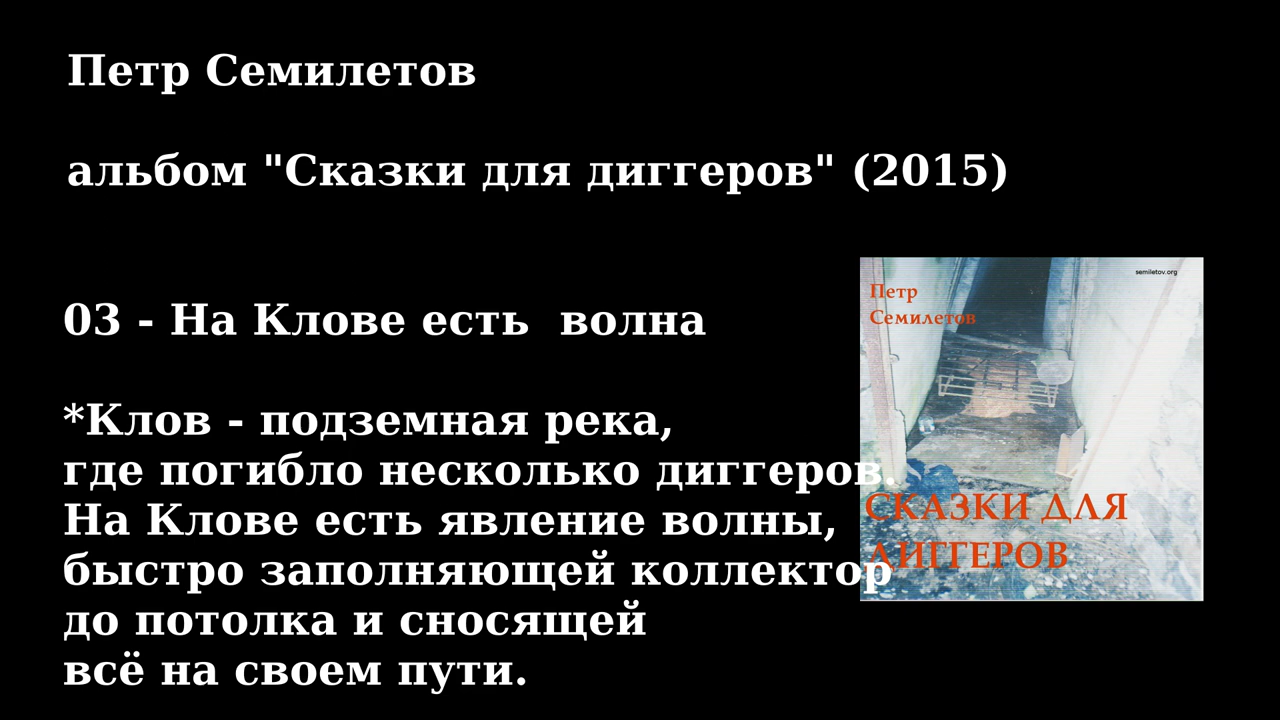 Петр Семилетов
альбом "Сказки для диггеров" (2015)
03 - На Клове есть  волна
*Клов - подземная река,
где погибло несколько диггеров.
На Клове есть явление волны,
быстро заполняющей коллектор
до потолка и сносящей
всё на своем пути.
semiletov.org
Петр
Семилетов
СКАЗКИ ДЛЯ
ДИГГЕРОВ